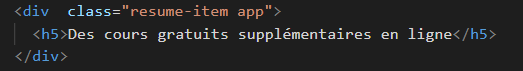 <div  class="resume-item app">
<h5>Des cours gratuits supplémentaires en ligne</h5>
</div>